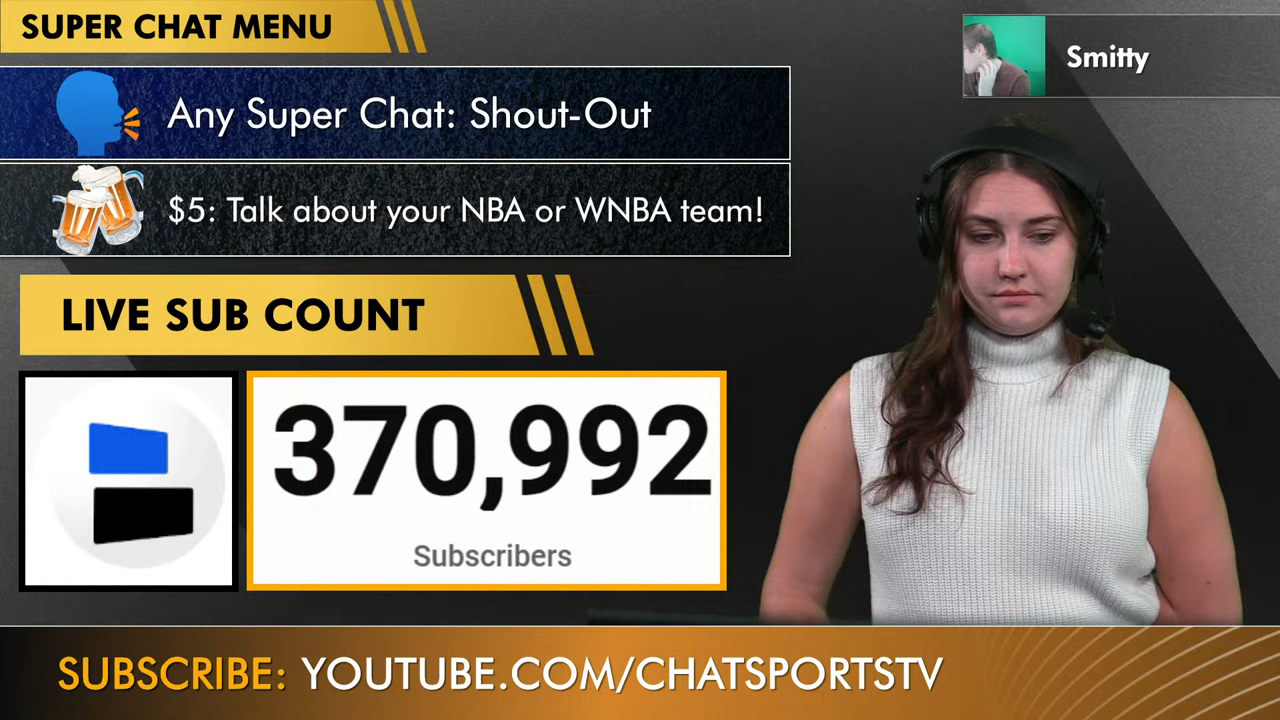 SUPER CHAT MENU
Smitty
Any Super Chat: Shout-Out
$5: Talk about your NBA or WNBA team!
LIVE SUB COUNT
370,992
Subscribers
SUBSCRIBE: YOUTUBE.COM/CHATSPORTSTV